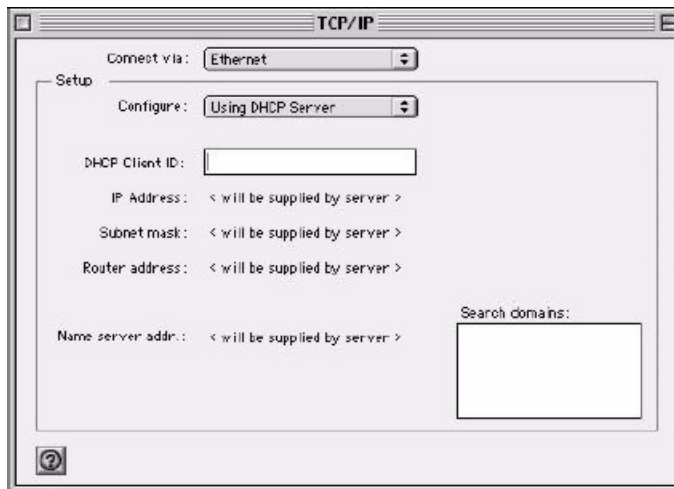 TCP/IP
Connect via: Ethernet
Setup
Configure: Using DHCP Server
DHCP Client ID:
IP Address: < will be supplied by server >
Subnet mask: < will be supplied by server >
Router address: < will be supplied by server >
Search domains:
Name server addr.: < will be supplied by server >
?